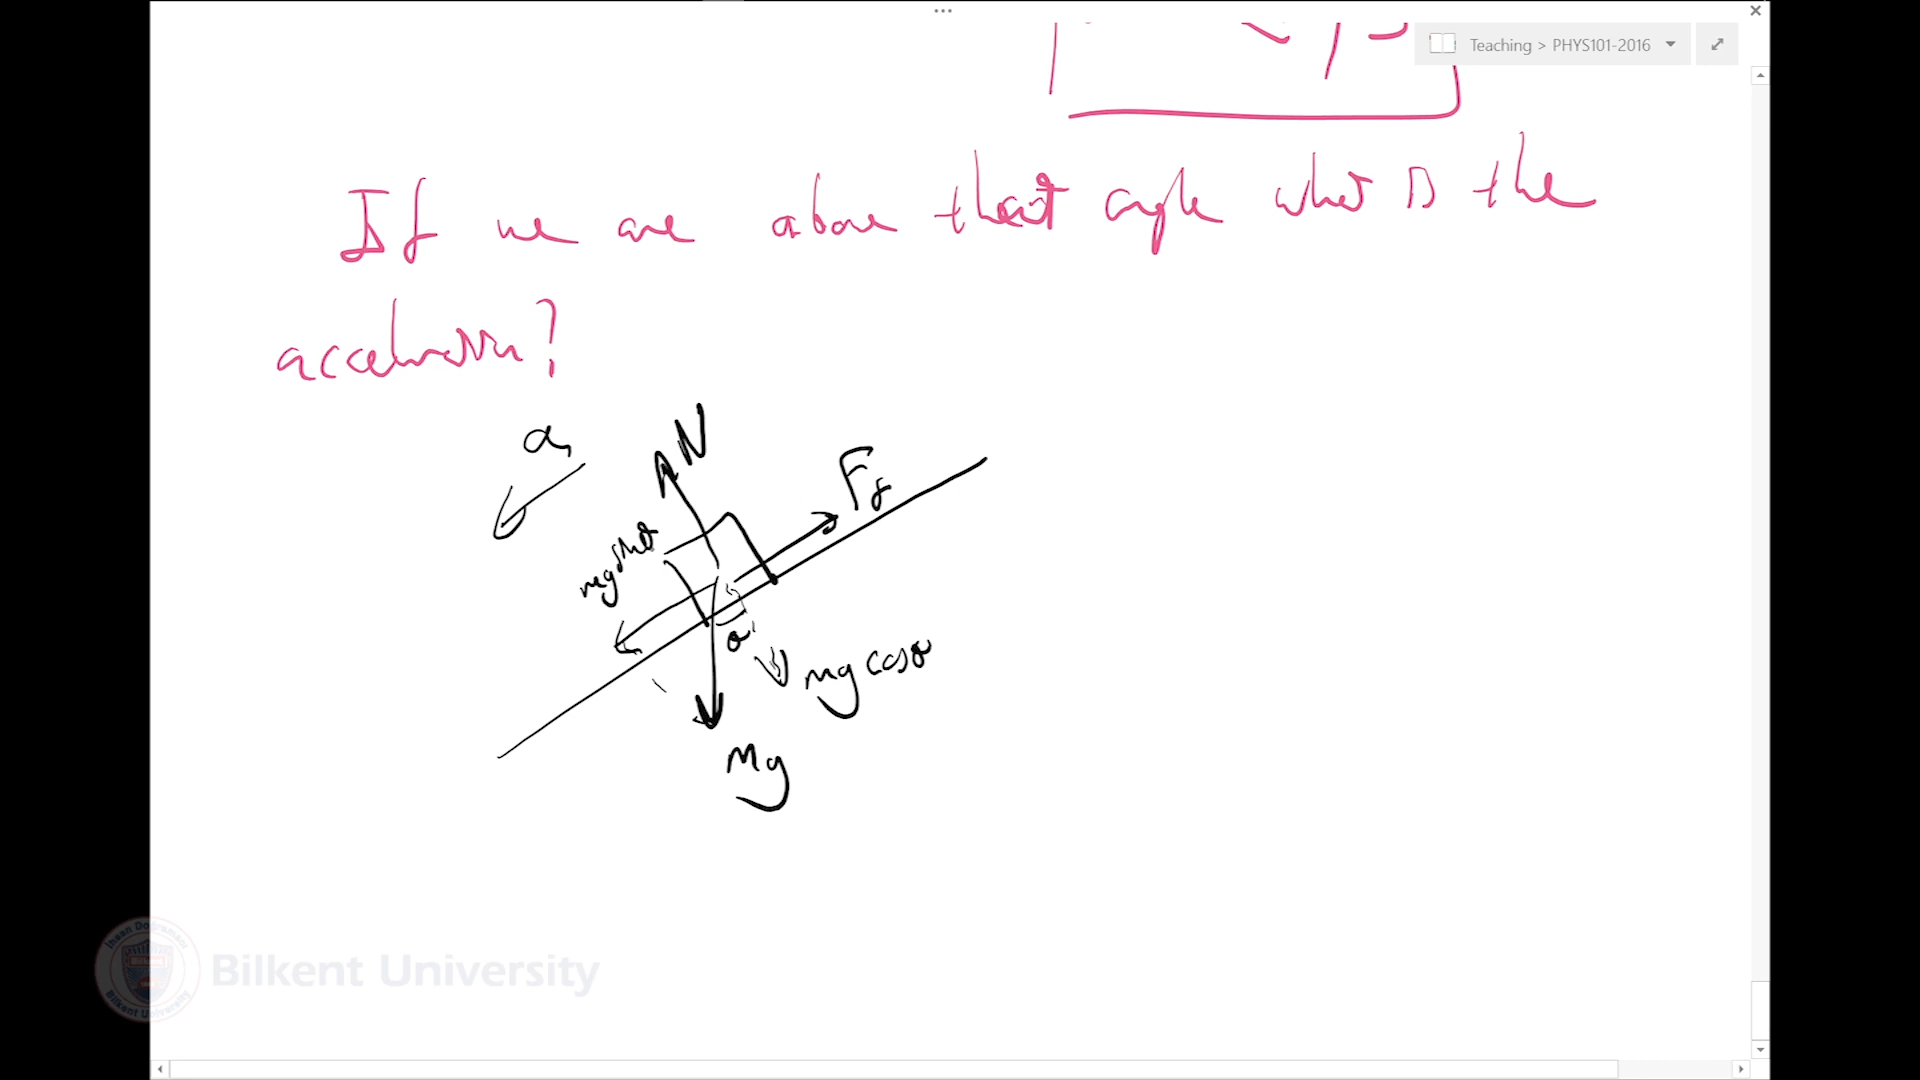 Teaching > PHYS101-2016
If we are above that angle what is the
acceleration?
a
N
Ff
mg sinθ
θ
mg cosθ
Mg
Bilkent University